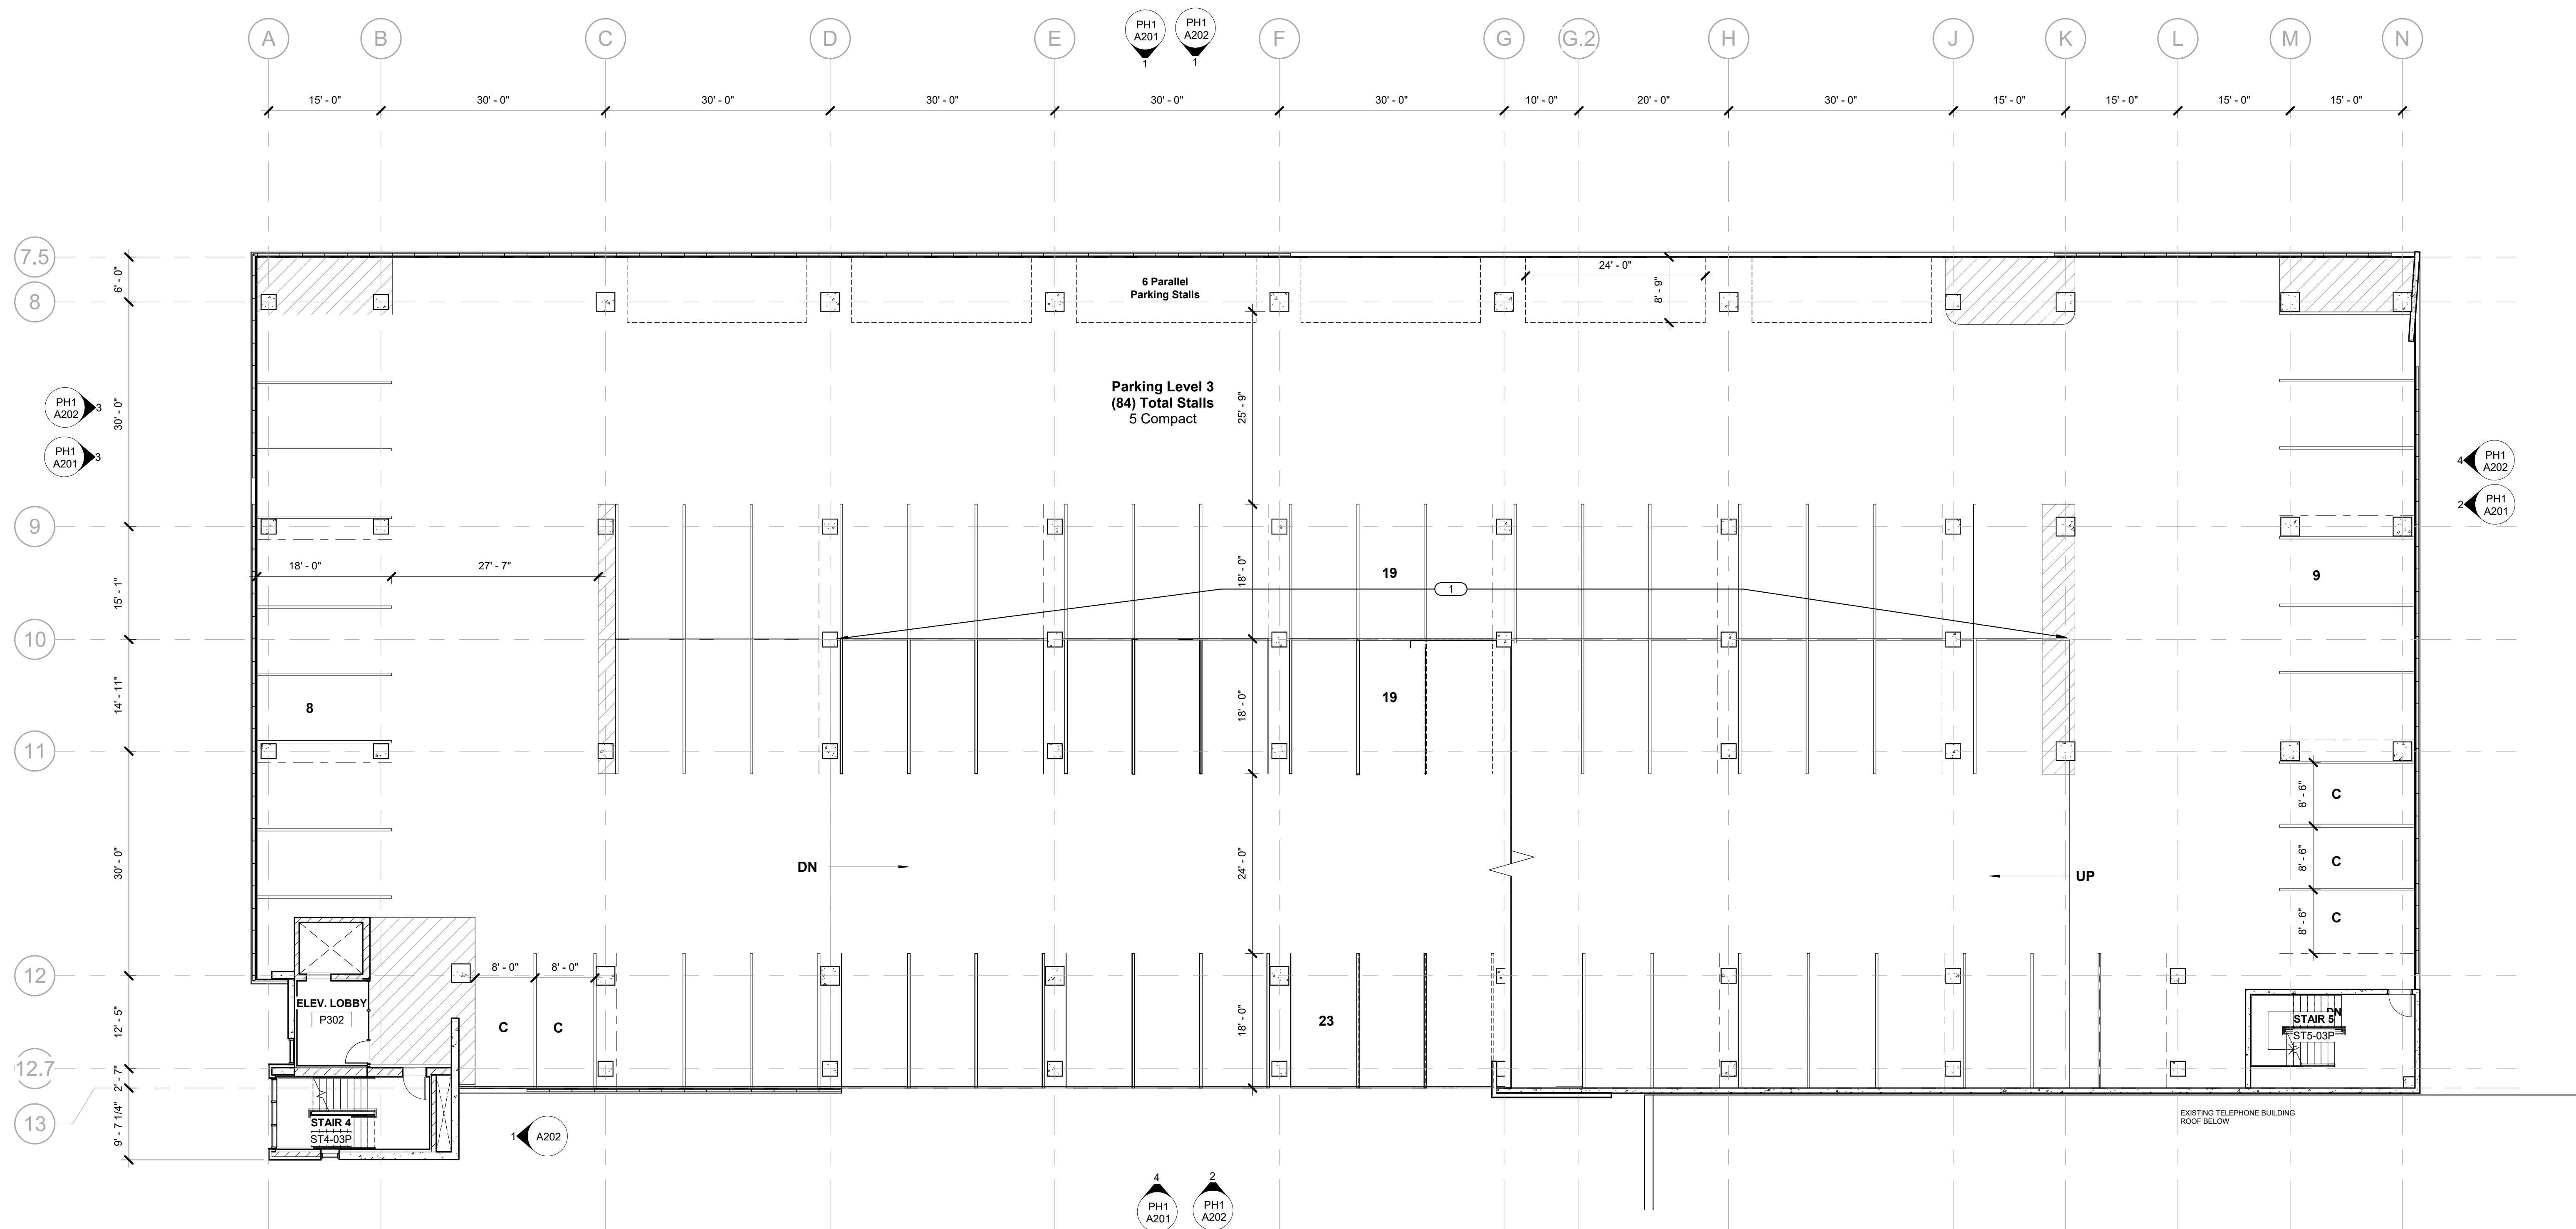 A
B
C
D
E
F
G
G.2
H
J
K
L
M
N
PH1
A201
1
PH1
A202
1
15' - 0"
30' - 0"
30' - 0"
30' - 0"
30' - 0"
30' - 0"
10' - 0"
20' - 0"
30' - 0"
15' - 0"
15' - 0"
15' - 0"
15' - 0"
7.5
8
9
10
11
12
12.7
13
6' - 0"
30' - 0"
15' - 1"
14' - 11"
30' - 0"
12' - 5"
2' - 7"
9' - 7 1/4"
PH1
A202
3
PH1
A201
3
6 Parallel
Parking Stalls
24' - 0"
8' - 9"
Parking Level 3
(84) Total Stalls
5 Compact
25' - 9"
4
PH1
A202
2
PH1
A201
18' - 0"
27' - 7"
18' - 0"
19
1
9
18' - 0"
19
8
8' - 6"
C
8' - 6"
C
8' - 6"
C
DN
24' - 0"
UP
8' - 0"
8' - 0"
ELEV. LOBBY
P302
C
C
18' - 0"
23
DN
STAIR 5
ST5-03P
STAIR 4
ST4-03P
1
A202
EXISTING TELEPHONE BUILDING
ROOF BELOW
4
PH1
A201
2
PH1
A202